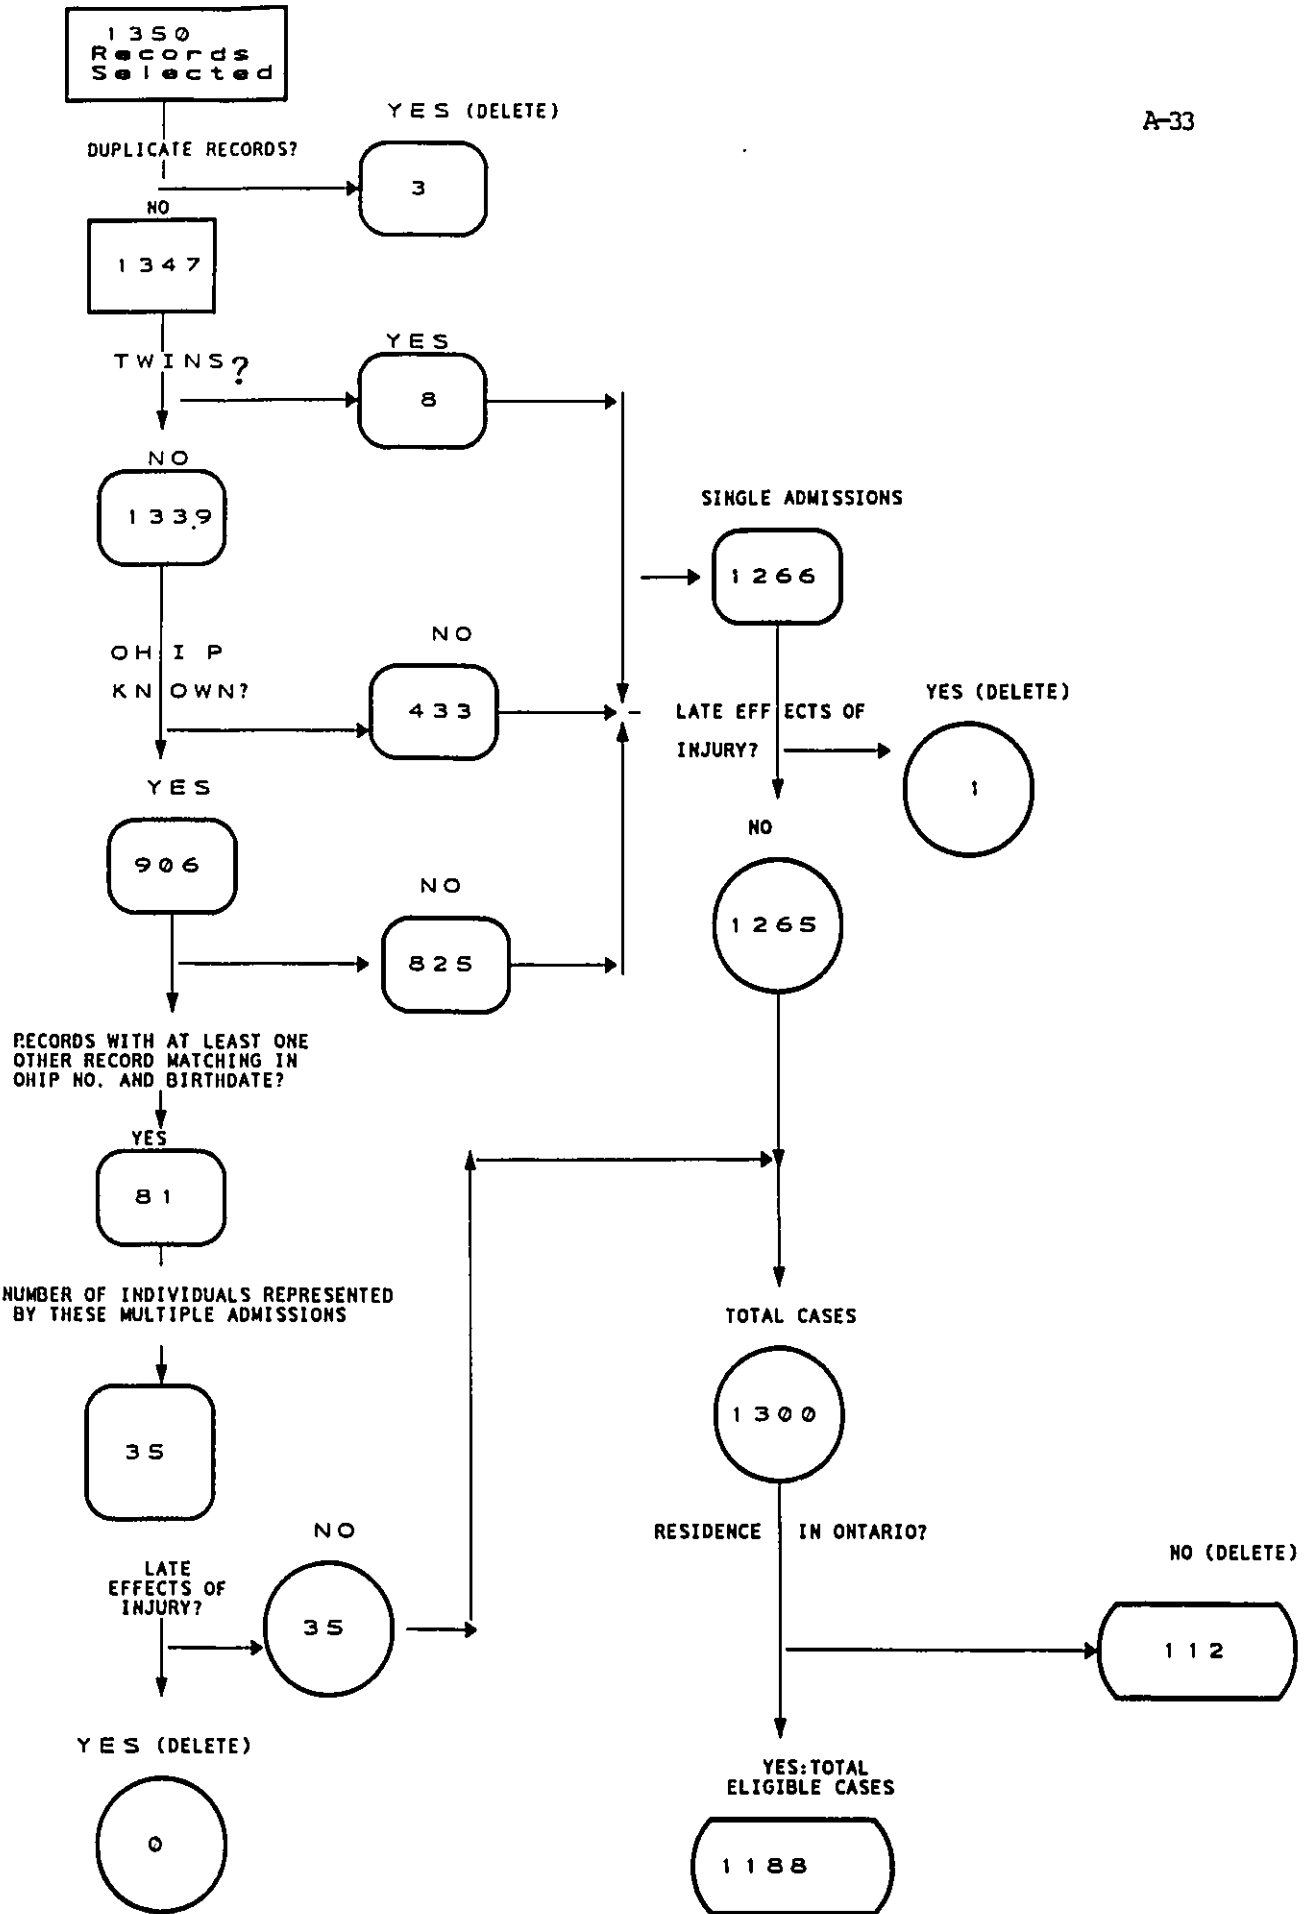 1350
Records
Selected
YES (DELETE)
A-33
DUPLICATE RECORDS?
3
NO
1347
YES
TWINS?
8
NO
1339
SINGLE ADMISSIONS
1266
NO
OHIP
KNOWN?
433
YES (DELETE)
LATE EFFECTS OF
INJURY?
1
YES
906
NO
1265
NO
825
RECORDS WITH AT LEAST ONE
OTHER RECORD MATCHING IN
OHIP NO. AND BIRTHDATE?
YES
81
NUMBER OF INDIVIDUALS REPRESENTED
BY THESE MULTIPLE ADMISSIONS
35
TOTAL CASES
1300
NO
LATE
EFFECTS OF
INJURY?
35
RESIDENCE IN ONTARIO?
NO (DELETE)
112
YES (DELETE)
0
YES:TOTAL
ELIGIBLE CASES
1188